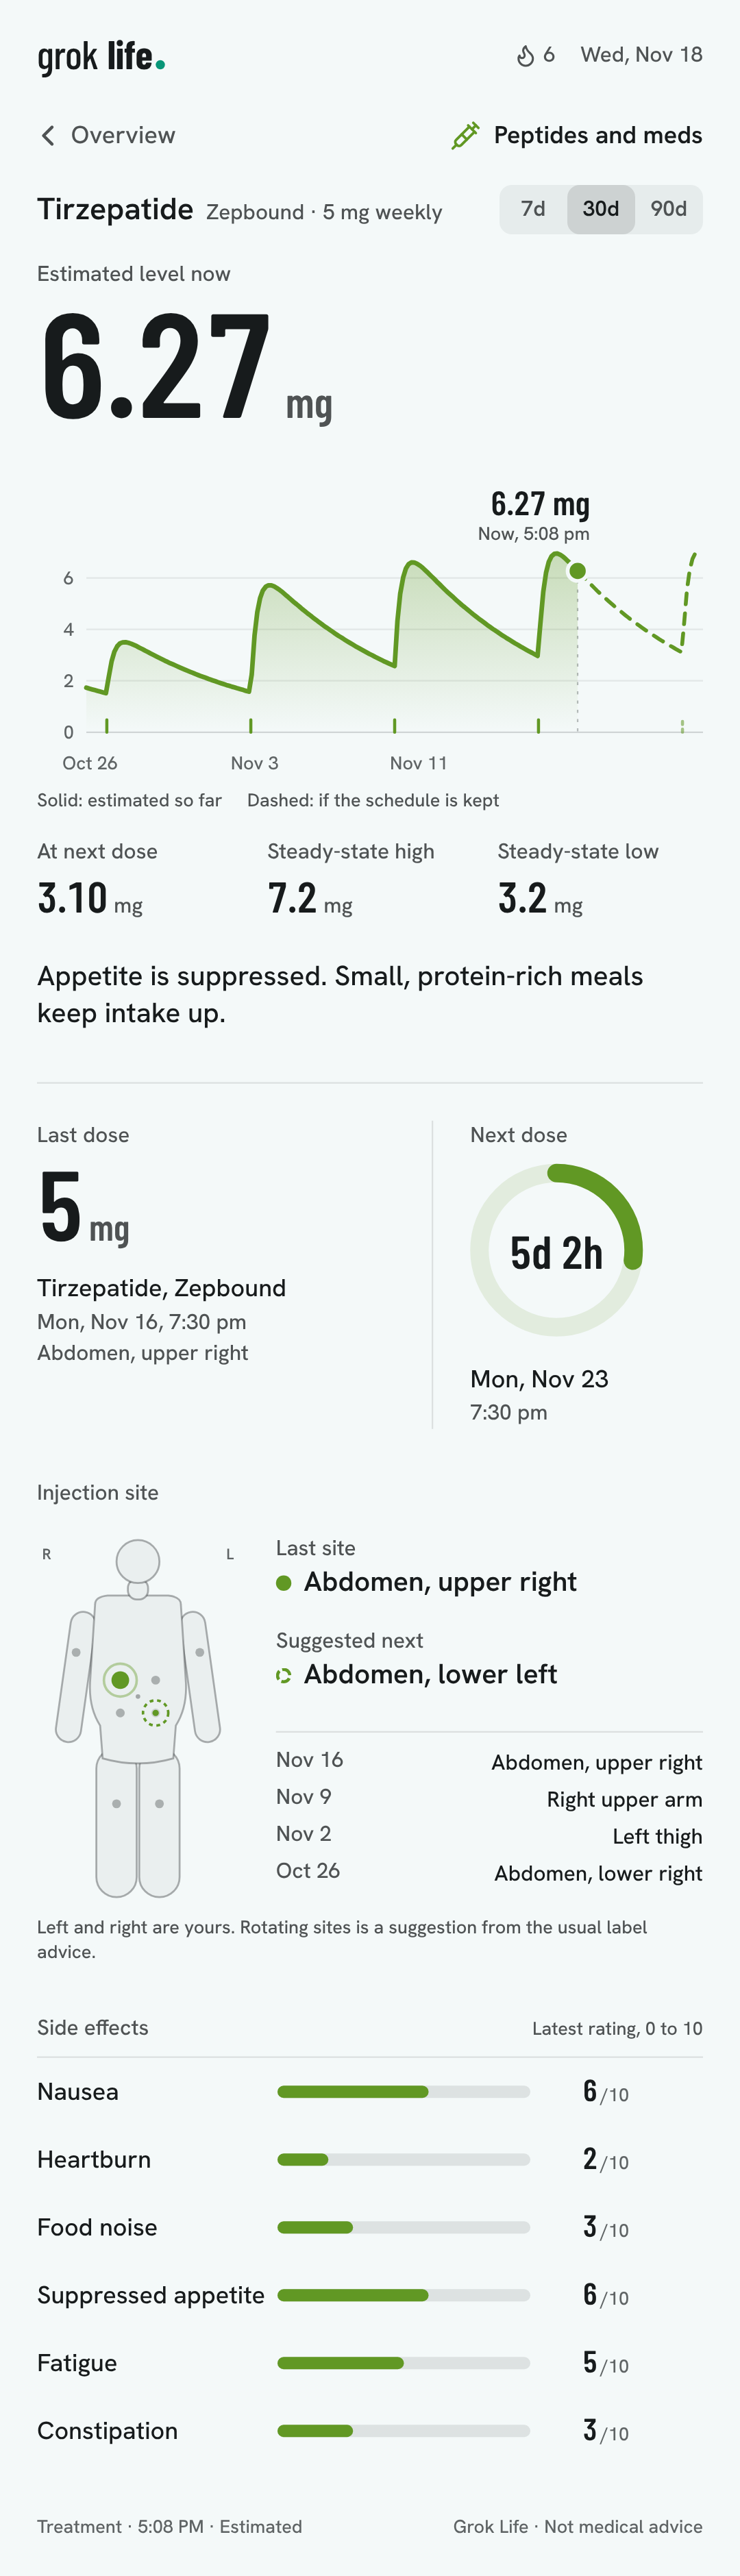 grok life.
6 Wed, Nov 18
Overview
Peptides and meds
Tirzepatide Zepbound · 5 mg weekly
7d 30d 90d
Estimated level now
6.27 mg
6.27 mg
Now, 5:08 pm
6
4
2
0
Oct 26 Nov 3 Nov 11
Solid: estimated so far Dashed: if the schedule is kept
At next dose Steady-state high Steady-state low
3.10 mg 7.2 mg 3.2 mg
Appetite is suppressed. Small, protein-rich meals
keep intake up.
Last dose
5 mg
Tirzepatide, Zepbound
Mon, Nov 16, 7:30 pm
Abdomen, upper right
Next dose
5d 2h
Mon, Nov 23
7:30 pm
Injection site
R L
Last site
Abdomen, upper right
Suggested next
Abdomen, lower left
Nov 16 Abdomen, upper right
Nov 9 Right upper arm
Nov 2 Left thigh
Oct 26 Abdomen, lower right
Left and right are yours. Rotating sites is a suggestion from the usual label
advice.
Side effects Latest rating, 0 to 10
Nausea 6/10
Heartburn 2/10
Food noise 3/10
Suppressed appetite 6/10
Fatigue 5/10
Constipation 3/10
Treatment · 5:08 PM · Estimated Grok Life · Not medical advice